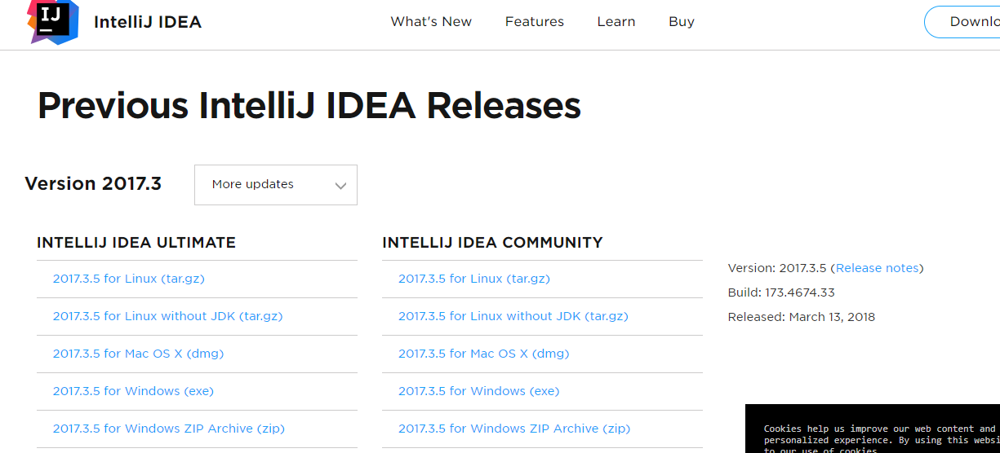 IJ
IntelliJ IDEA
What's New
Features
Learn
Buy
Previous IntelliJ IDEA Releases
Version 2017.3
More updates
INTELLIJ IDEA ULTIMATE
2017.3.5 for Linux (tar.gz)
2017.3.5 for Linux without JDK (tar.gz)
2017.3.5 for Mac OS X (dmg)
2017.3.5 for Windows (exe)
2017.3.5 for Windows ZIP Archive (zip)
INTELLIJ IDEA COMMUNITY
2017.3.5 for Linux (tar.gz)
2017.3.5 for Linux without JDK (tar.gz)
2017.3.5 for Mac OS X (dmg)
2017.3.5 for Windows (exe)
2017.3.5 for Windows ZIP Archive (zip)
Version: 2017.3.5 (Release notes)
Build: 173.4674.33
Released: March 13, 2018
Cookies help us improve our web content and
personalized experience. By using this
to our use of cookies